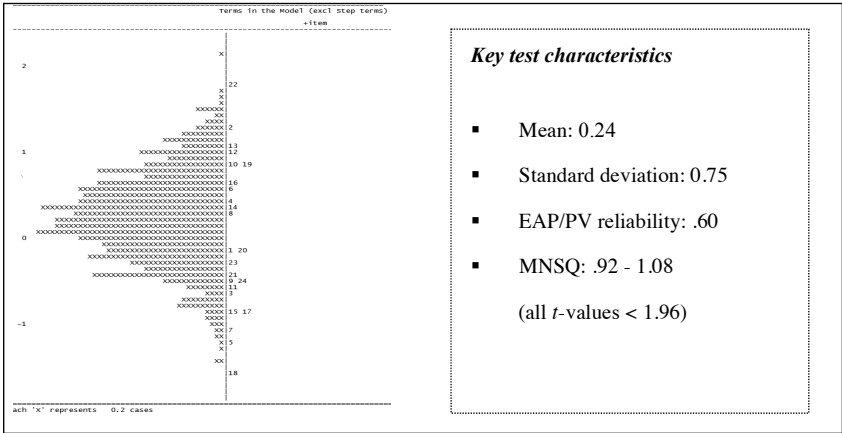 Terms in the Model (excl Step terms)
+item
x
2
22
x
x
x
2
13
1 12
10 19
16
6
4
14
8
0
1 20
23
21
9 24
11
3
15 17
-1
7
5
x
xx
18
ach 'x' represents 0.2 cases
Key test characteristics
▪ Mean: 0.24
▪ Standard deviation: 0.75
▪ EAP/PV reliability: .60
▪ MNSQ: .92 - 1.08
(all t-values < 1.96)